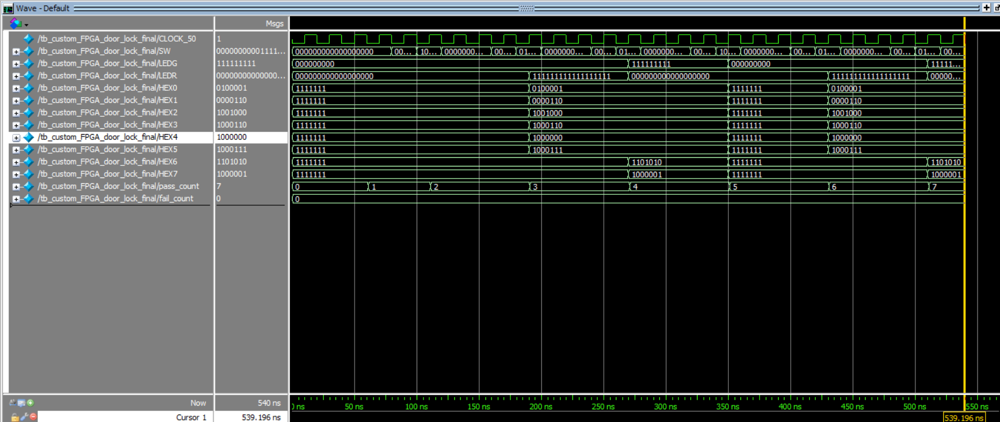 Wave - Default
Msgs
/tb_custom_FPGA_door_lock_final/CLOCK_50 1
/tb_custom_FPGA_door_lock_final/SW 00000000001111... 000000000000000000 00... 10... 0000000... 00... 01... 0000000... 00... 01... 0000000... 00... 10... 0000000... 00... 01... 0000000... 00... 01... 00...
/tb_custom_FPGA_door_lock_final/LEDG 111111111 000000000 111111111 000000000 11111...
/tb_custom_FPGA_door_lock_final/LEDR 00000000000000... 000000000000000000 111111111111111111 000000000000000000 111111111111111111 00000...
/tb_custom_FPGA_door_lock_final/HEX0 0100001 1111111 0100001 1111111 0100001
/tb_custom_FPGA_door_lock_final/HEX1 0000110 1111111 0000110 1111111 0000110
/tb_custom_FPGA_door_lock_final/HEX2 1001000 1111111 1001000 1111111 1001000
/tb_custom_FPGA_door_lock_final/HEX3 1000110 1111111 1000110 1111111 1000110
/tb_custom_FPGA_door_lock_final/HEX4 1000000 1111111 1000000 1111111 1000000
/tb_custom_FPGA_door_lock_final/HEX5 1000111 1111111 1000111 1111111 1000111
/tb_custom_FPGA_door_lock_final/HEX6 1101010 1111111 1101010 1111111 1101010
/tb_custom_FPGA_door_lock_final/HEX7 1000001 1111111 1000001 1111111 1000001
/tb_custom_FPGA_door_lock_final/pass_count 7 0 1 2 3 4 5 6 7
/tb_custom_FPGA_door_lock_final/fail_count 0 0
Now 540 ns 0 ns 50 ns 100 ns 150 ns 200 ns 250 ns 300 ns 350 ns 400 ns 450 ns 500 ns 550 ns
Cursor 1 539.196 ns 539.196 ns